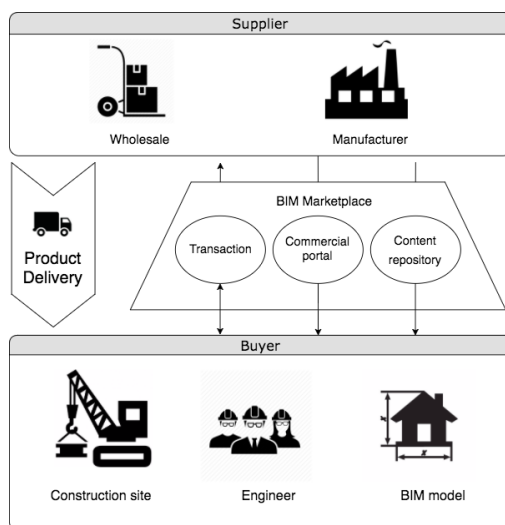 Supplier
Wholesale
Manufacturer
BIM Marketplace
Transaction
Commercial
portal
Content
repository
Product
Delivery
Buyer
x
x
Construction site
Engineer
BIM model